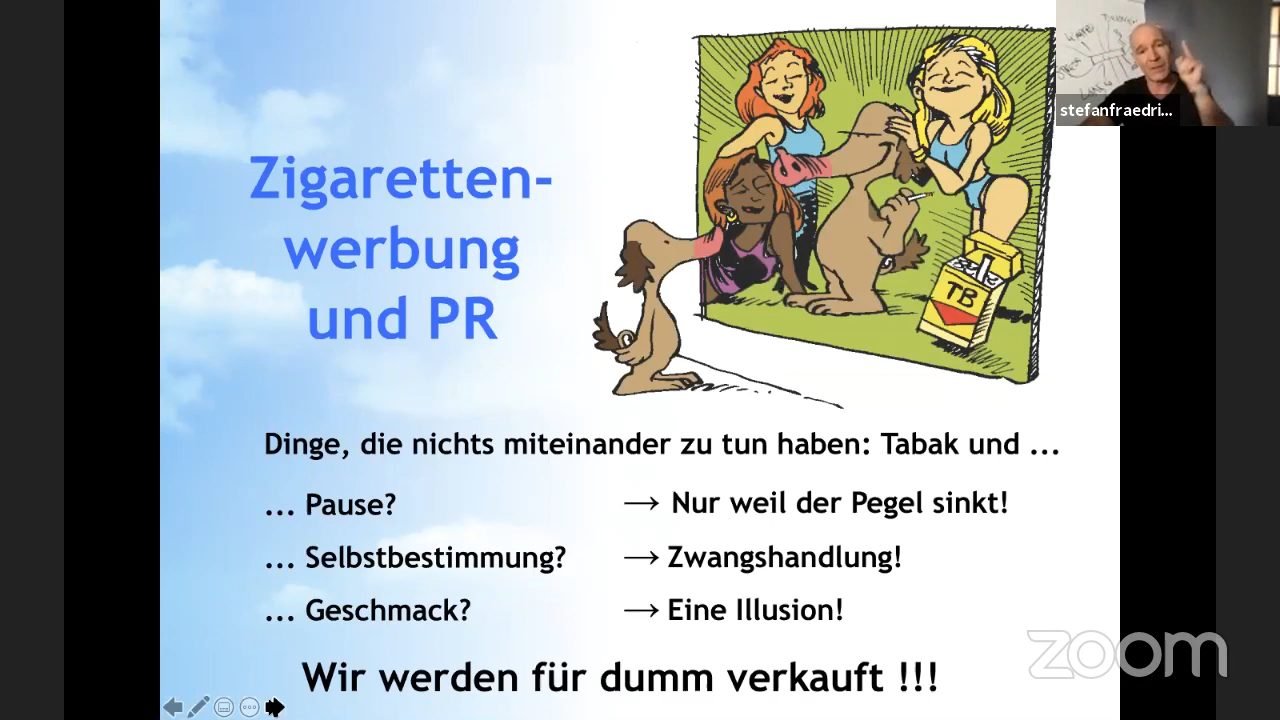 Zigaretten-
werbung
und PR
TB
stefanfraedri...
Dinge, die nichts miteinander zu tun haben: Tabak und ...
... Pause? → Nur weil der Pegel sinkt!
... Selbstbestimmung? → Zwangshandlung!
... Geschmack? → Eine Illusion!
Wir werden für dumm verkauft !!!
zoom